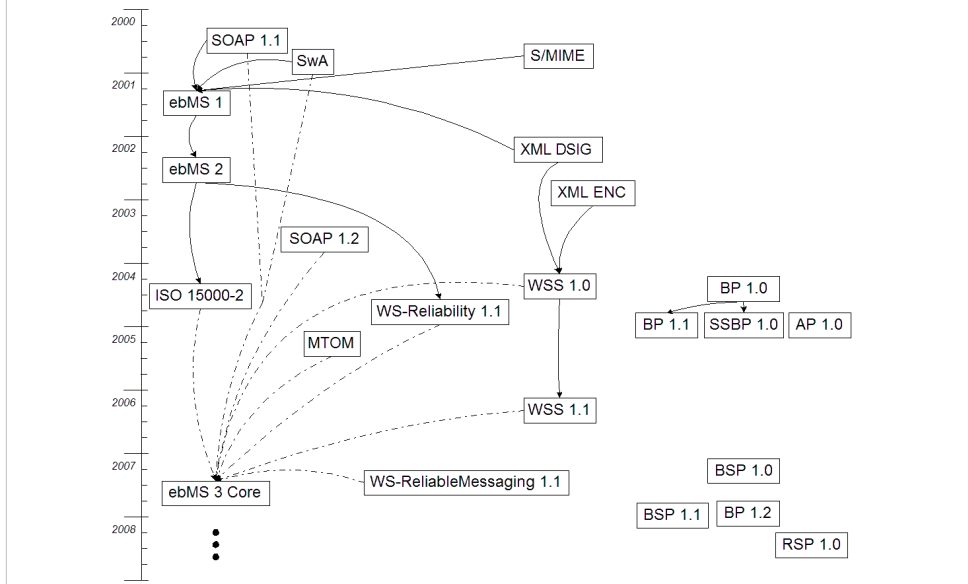 2000
SOAP 1.1
SwA
S/MIME
2001
ebMS 1
2002
XML DSIG
ebMS 2
XML ENC
2003
SOAP 1.2
2004
ISO 15000-2
WSS 1.0
BP 1.0
WS-Reliability 1.1
BP 1.1
SSBP 1.0
AP 1.0
2005
MTOM
2006
WSS 1.1
2007
BSP 1.0
WS-ReliableMessaging 1.1
ebMS 3 Core
BSP 1.1
BP 1.2
2008
RSP 1.0